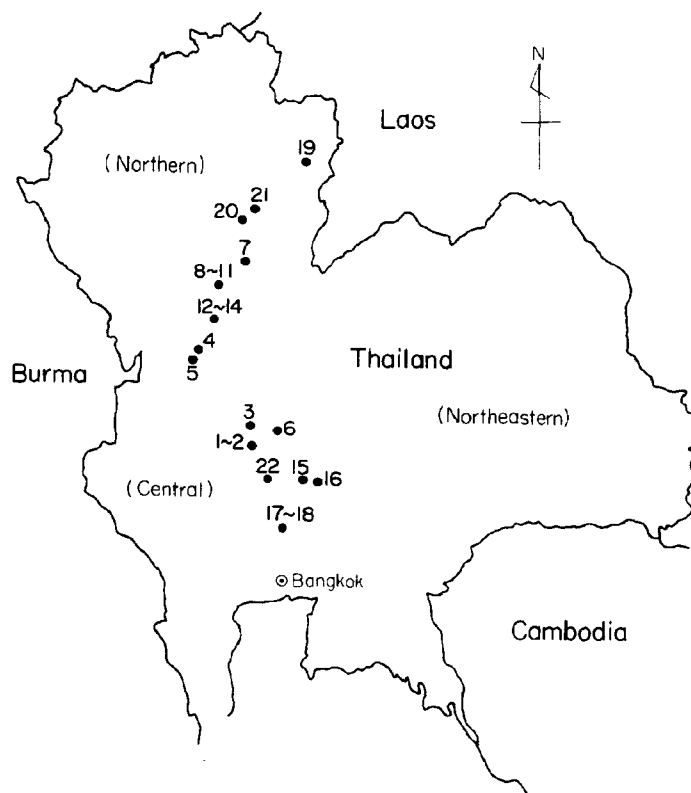 N
Laos
19
(Northern)
21
20
7
8~11
12~14
4
Thailand
Burma
5
3
(Northeastern)
6
1~2
22
15
16
(Central)
17~18
Bangkok
Cambodia